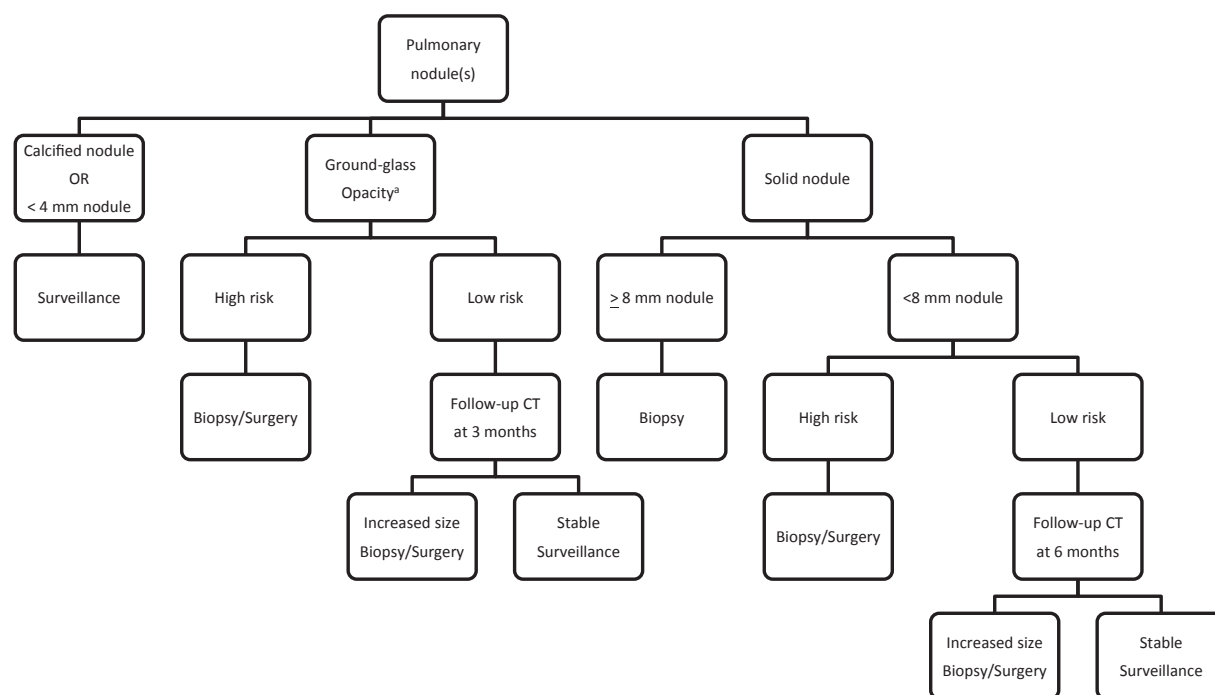 Pulmonary
nodule(s)
Calcified nodule
OR
< 4 mm nodule
Ground-glass
Opacityᵃ
Solid nodule
Surveillance
High risk
Low risk
≥ 8 mm nodule
<8 mm nodule
Biopsy/Surgery
Follow-up CT
at 3 months
Biopsy
High risk
Low risk
Increased size
Biopsy/Surgery
Stable
Surveillance
Biopsy/Surgery
Follow-up CT
at 6 months
Increased size
Biopsy/Surgery
Stable
Surveillance